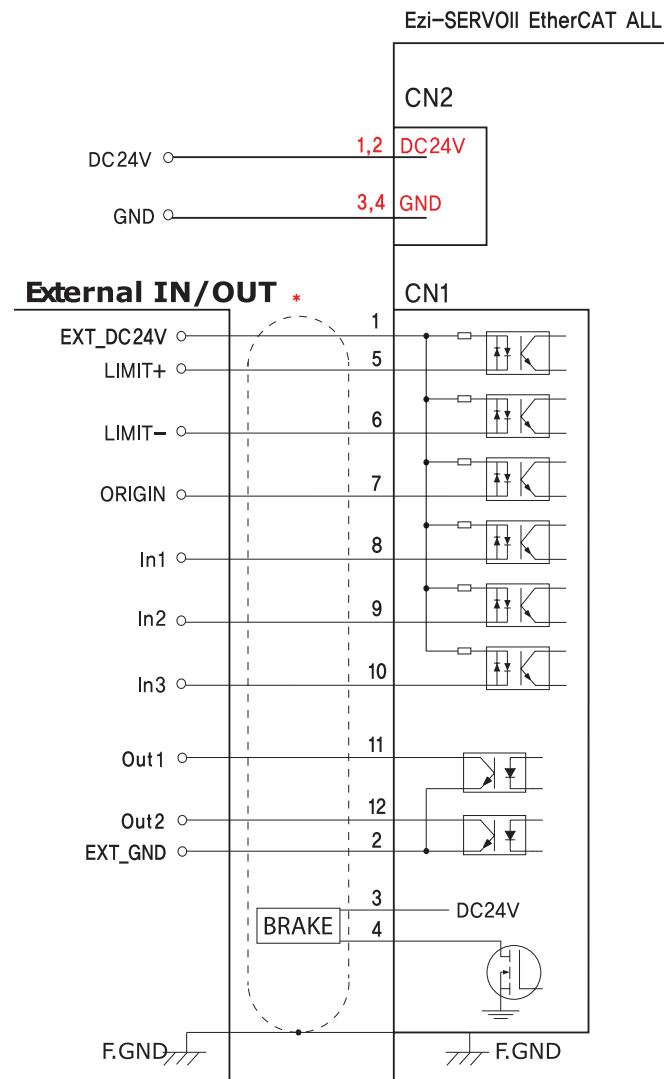 Ezi-SERVOII EtherCAT ALL
CN2
DC24V 1,2 DC24V
GND 3,4 GND
External IN/OUT * CN1
EXT_DC24V 1
LIMIT+ 5
LIMIT- 6
ORIGIN 7
In1 8
In2 9
In3 10
Out1 11
Out2 12
EXT_GND 2
3 DC24V
BRAKE 4
F.GND F.GND